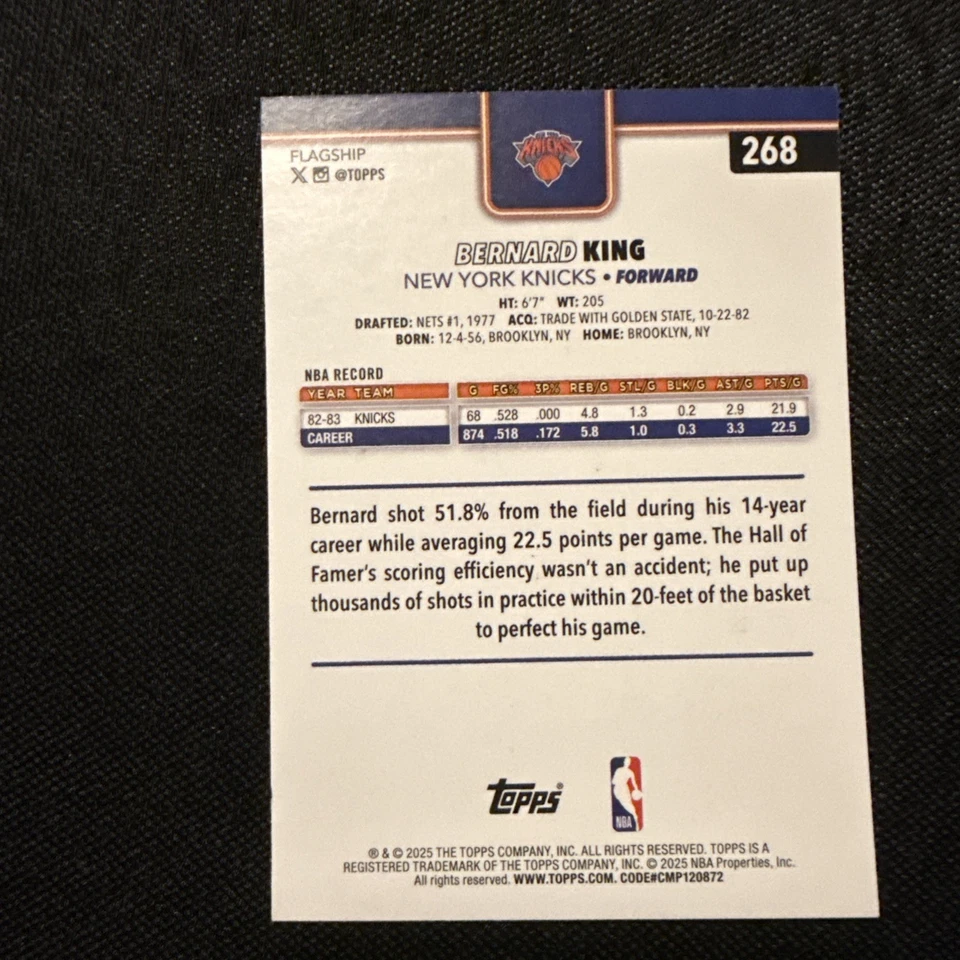 NEW YORK
KNICKS
FLAGSHIP
@TOPPS
268
BERNARD KING
NEW YORK KNICKS • FORWARD
HT: 6'7" WT: 205
DRAFTED: NETS #1, 1977 ACQ: TRADE WITH GOLDEN STATE, 10-22-82
BORN: 12-4-56, BROOKLYN, NY HOME: BROOKLYN, NY
NBA RECORD
YEAR TEAM G FG% 3P% REB/G STL/G BLK/G AST/G PTS/G
82-83 KNICKS 68 .528 .000 4.8 1.3 0.2 2.9 21.9
CAREER 874 .518 .172 5.8 1.0 0.3 3.3 22.5
Bernard shot 51.8% from the field during his 14-year
career while averaging 22.5 points per game. The Hall of
Famer's scoring efficiency wasn't an accident; he put up
thousands of shots in practice within 20-feet of the basket
to perfect his game.
Topps®
NBA
® & © 2025 THE TOPPS COMPANY, INC. ALL RIGHTS RESERVED. TOPPS IS A
REGISTERED TRADEMARK OF THE TOPPS COMPANY, INC. © 2025 NBA Properties, Inc.
All rights reserved. WWW.TOPPS.COM. CODE#CMP120872